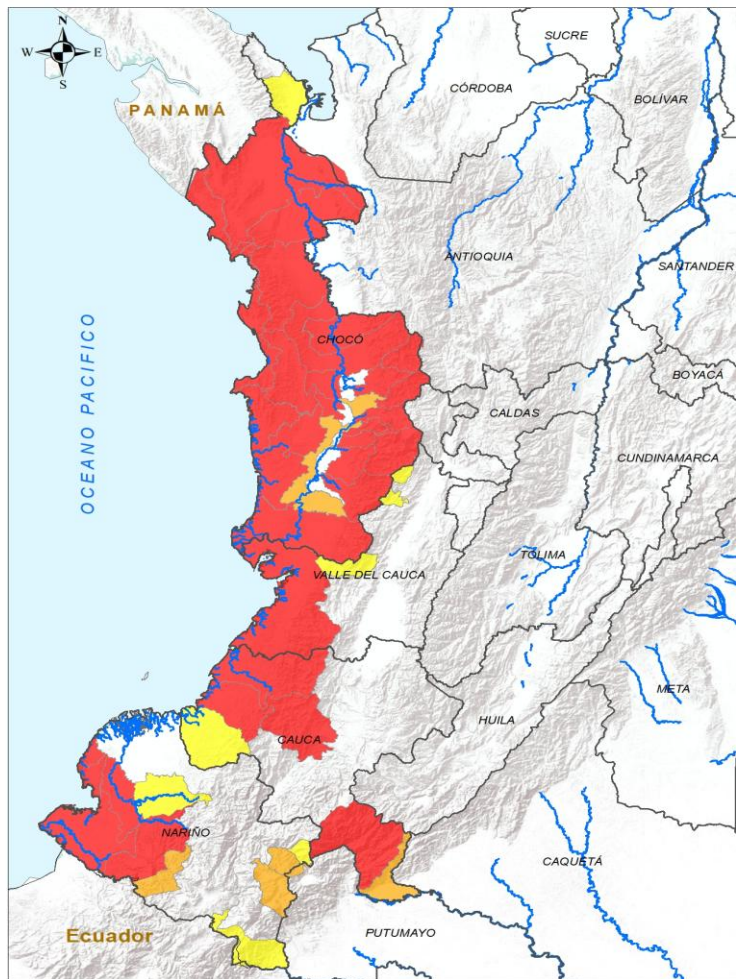 N
W E
S
SUCRE
CÓRDOBA
BOLÍVAR
PANAMÁ
ANTIOQUIA
SANTANDER
OCEANO PACIFICO
CHOCÓ
BOYACÁ
CALDAS
CUNDINAMARCA
TOLIMA
VALLE DEL CAUCA
META
HUILA
CAUCA
NARIÑO
CAQUETÁ
Ecuador
PUTUMAYO